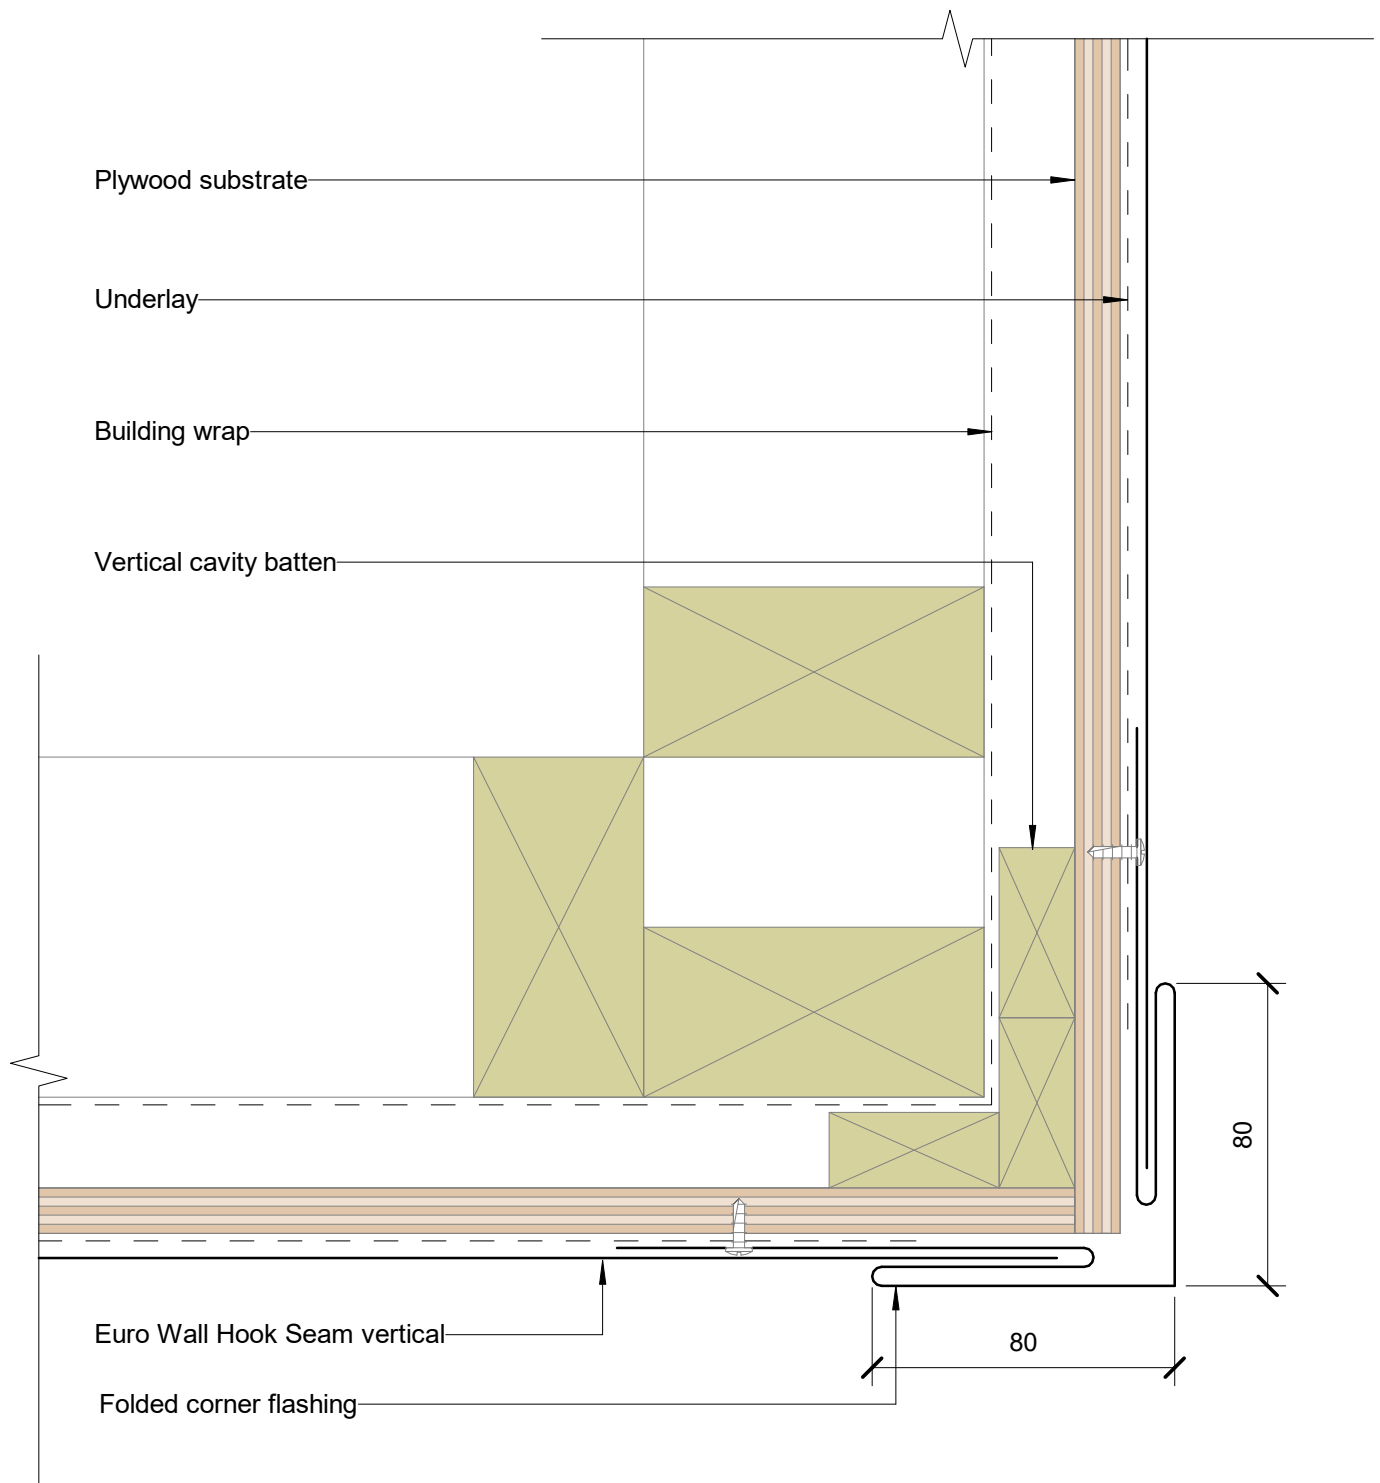 Plywood substrate
Underlay
Building wrap
Vertical cavity batten
80
Euro Wall Hook Seam vertical
80
Folded corner flashing